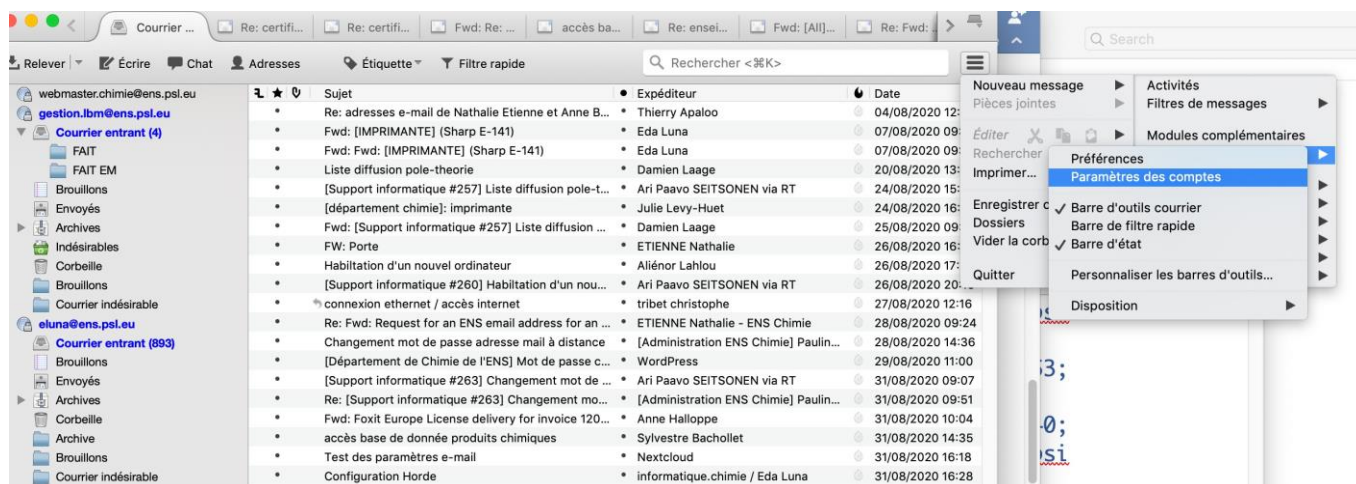 Courrier ...
Re: certifi...
Re: certifi...
Fwd: Re: ...
accès ba...
Re: ensei...
Fwd: [All]...
Re: Fwd:
Search
Relever Écrire Chat Adresses Étiquette Filtre rapide Rechercher <⌘K>
webmaster.chimie@ens.psl.eu
gestion.lbm@ens.psl.eu
Courrier entrant (4)
FAIT
FAIT EM
Brouillons
Envoyés
Archives
Indésirables
Corbeille
Brouillons
Courrier indésirable
eluna@ens.psl.eu
Courrier entrant (893)
Brouillons
Envoyés
Archives
Corbeille
Archive
Brouillons
Courrier indésirable
Sujet Expéditeur Date
Re: adresses e-mail de Nathalie Etienne et Anne B... Thierry Apaloo 04/08/2020 12:
Fwd: [IMPRIMANTE] (Sharp E-141) Eda Luna 07/08/2020 09:
Fwd: Fwd: [IMPRIMANTE] (Sharp E-141) Eda Luna 07/08/2020 09:
Liste diffusion pole-theorie Damien Laage 20/08/2020 13:
[Support informatique #257] Liste diffusion pole-t... Ari Paavo SEITSONEN via RT 24/08/2020 15:
[département chimie]: imprimante Julie Levy-Huet 24/08/2020 16:
Fwd: [Support informatique #257] Liste diffusion ... Damien Laage 25/08/2020 09:
FW: Porte ETIENNE Nathalie 26/08/2020 16:
Habiltation d'un nouvel ordinateur Aliénor Lahlou 26/08/2020 17:
[Support informatique #260] Habiltation d'un nou... Ari Paavo SEITSONEN via RT 26/08/2020 20:
connexion ethernet / accès internet tribet christophe 27/08/2020 12:16
Re: Fwd: Request for an ENS email address for an ... ETIENNE Nathalie - ENS Chimie 28/08/2020 09:24
Changement mot de passe adresse mail à distance [Administration ENS Chimie] Paulin... 28/08/2020 14:36
[Département de Chimie de l'ENS] Mot de passe c... WordPress 29/08/2020 11:00
[Support informatique #263] Changement mot de ... Ari Paavo SEITSONEN via RT 31/08/2020 09:07
Re: [Support informatique #263] Changement mo... [Administration ENS Chimie] Paulin... 31/08/2020 09:51
Fwd: Foxit Europe License delivery for invoice 120... Anne Halloppe 31/08/2020 10:04
accès base de donnée produits chimiques Sylvestre Bachollet 31/08/2020 14:35
Test des paramètres e-mail Nextcloud 31/08/2020 16:18
Configuration Horde informatique.chimie / Eda Luna 31/08/2020 16:28
Nouveau message
Pièces jointes
Éditer
Rechercher
Imprimer...
Enregistrer c
Dossiers
Vider la corb
Quitter
Activités
Filtres de messages
Modules complémentaires
Préférences
Paramètres des comptes
Barre d'outils courrier
Barre de filtre rapide
Barre d'état
Personnaliser les barres d'outils...
Disposition
3;
0;
si